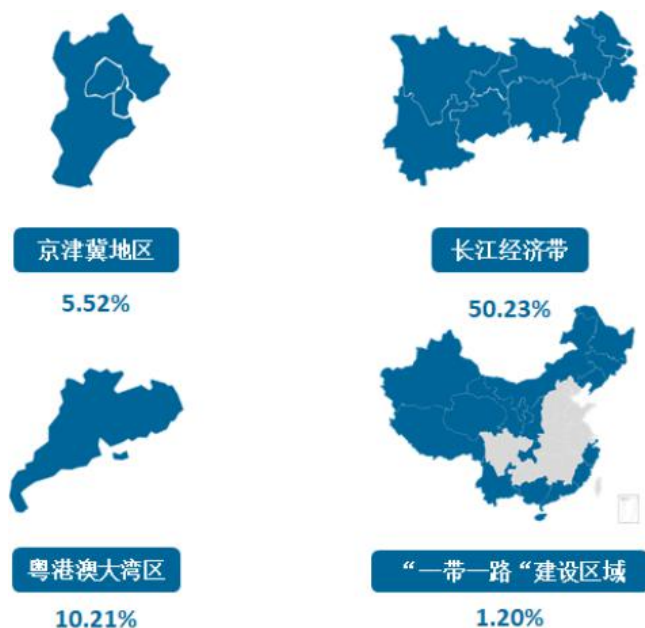 京津冀地区
5.52%
长江经济带
50.23%
粤港澳大湾区
10.21%
“一带一路“建设区域
1.20%